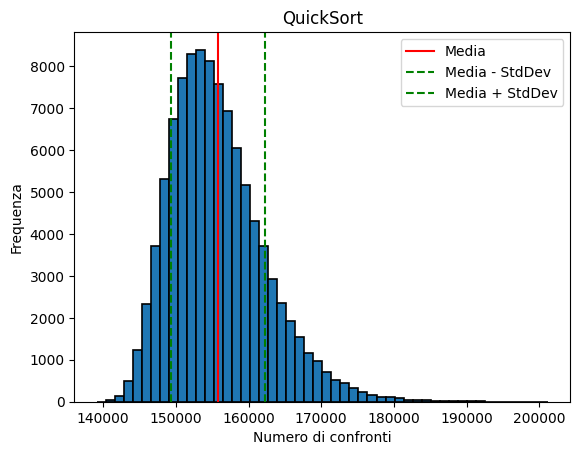 QuickSort
Media
Media - StdDev
Media + StdDev
Frequenza
8000
7000
6000
5000
4000
3000
2000
1000
0
140000 150000 160000 170000 180000 190000 200000
Numero di confronti